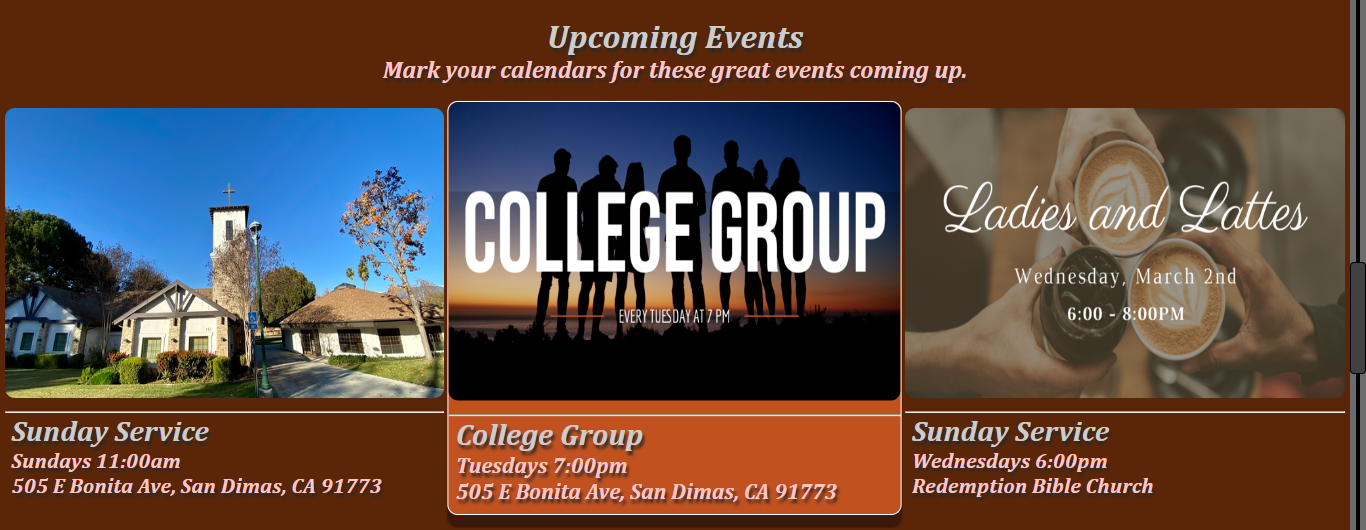 Upcoming Events
Mark your calendars for these great events coming up.
COLLEGE GROUP
EVERY TUESDAY AT 7 PM
Ladies and Lattes
Wednesday, March 2nd
6:00 - 8:00PM
Sunday Service
Sundays 11:00am
505 E Bonita Ave, San Dimas, CA 91773
College Group
Tuesdays 7:00pm
505 E Bonita Ave, San Dimas, CA 91773
Sunday Service
Wednesdays 6:00pm
Redemption Bible Church